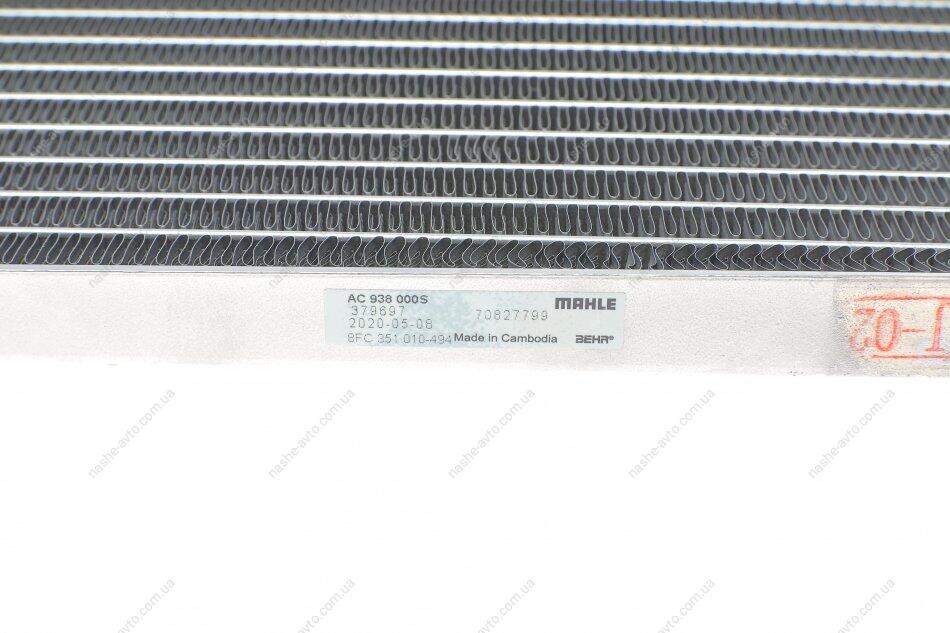 AC 938 000S
MAHLE
379697
70827799
2020-05-08
8FC 351 010-494
Made in Cambodia
BEHR®
nashe-avto.com.ua